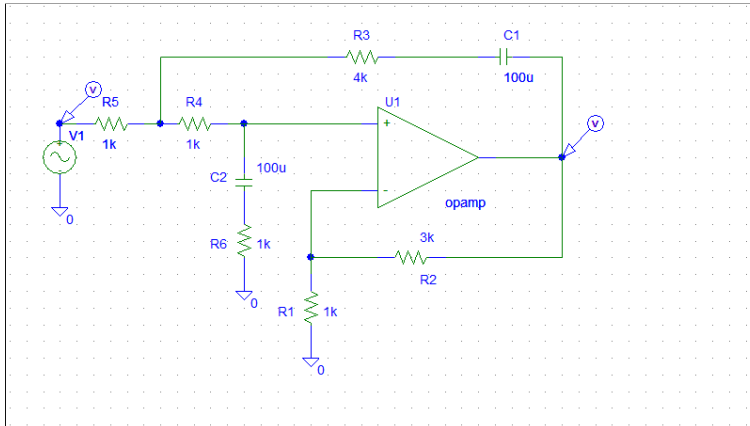 R3
C1
4k
100u
U1
V
R5
R4
V
V1
1k
1k
+
+
-
C2
100u
opamp
0
R6
1k
3k
R2
0
R1
1k
0